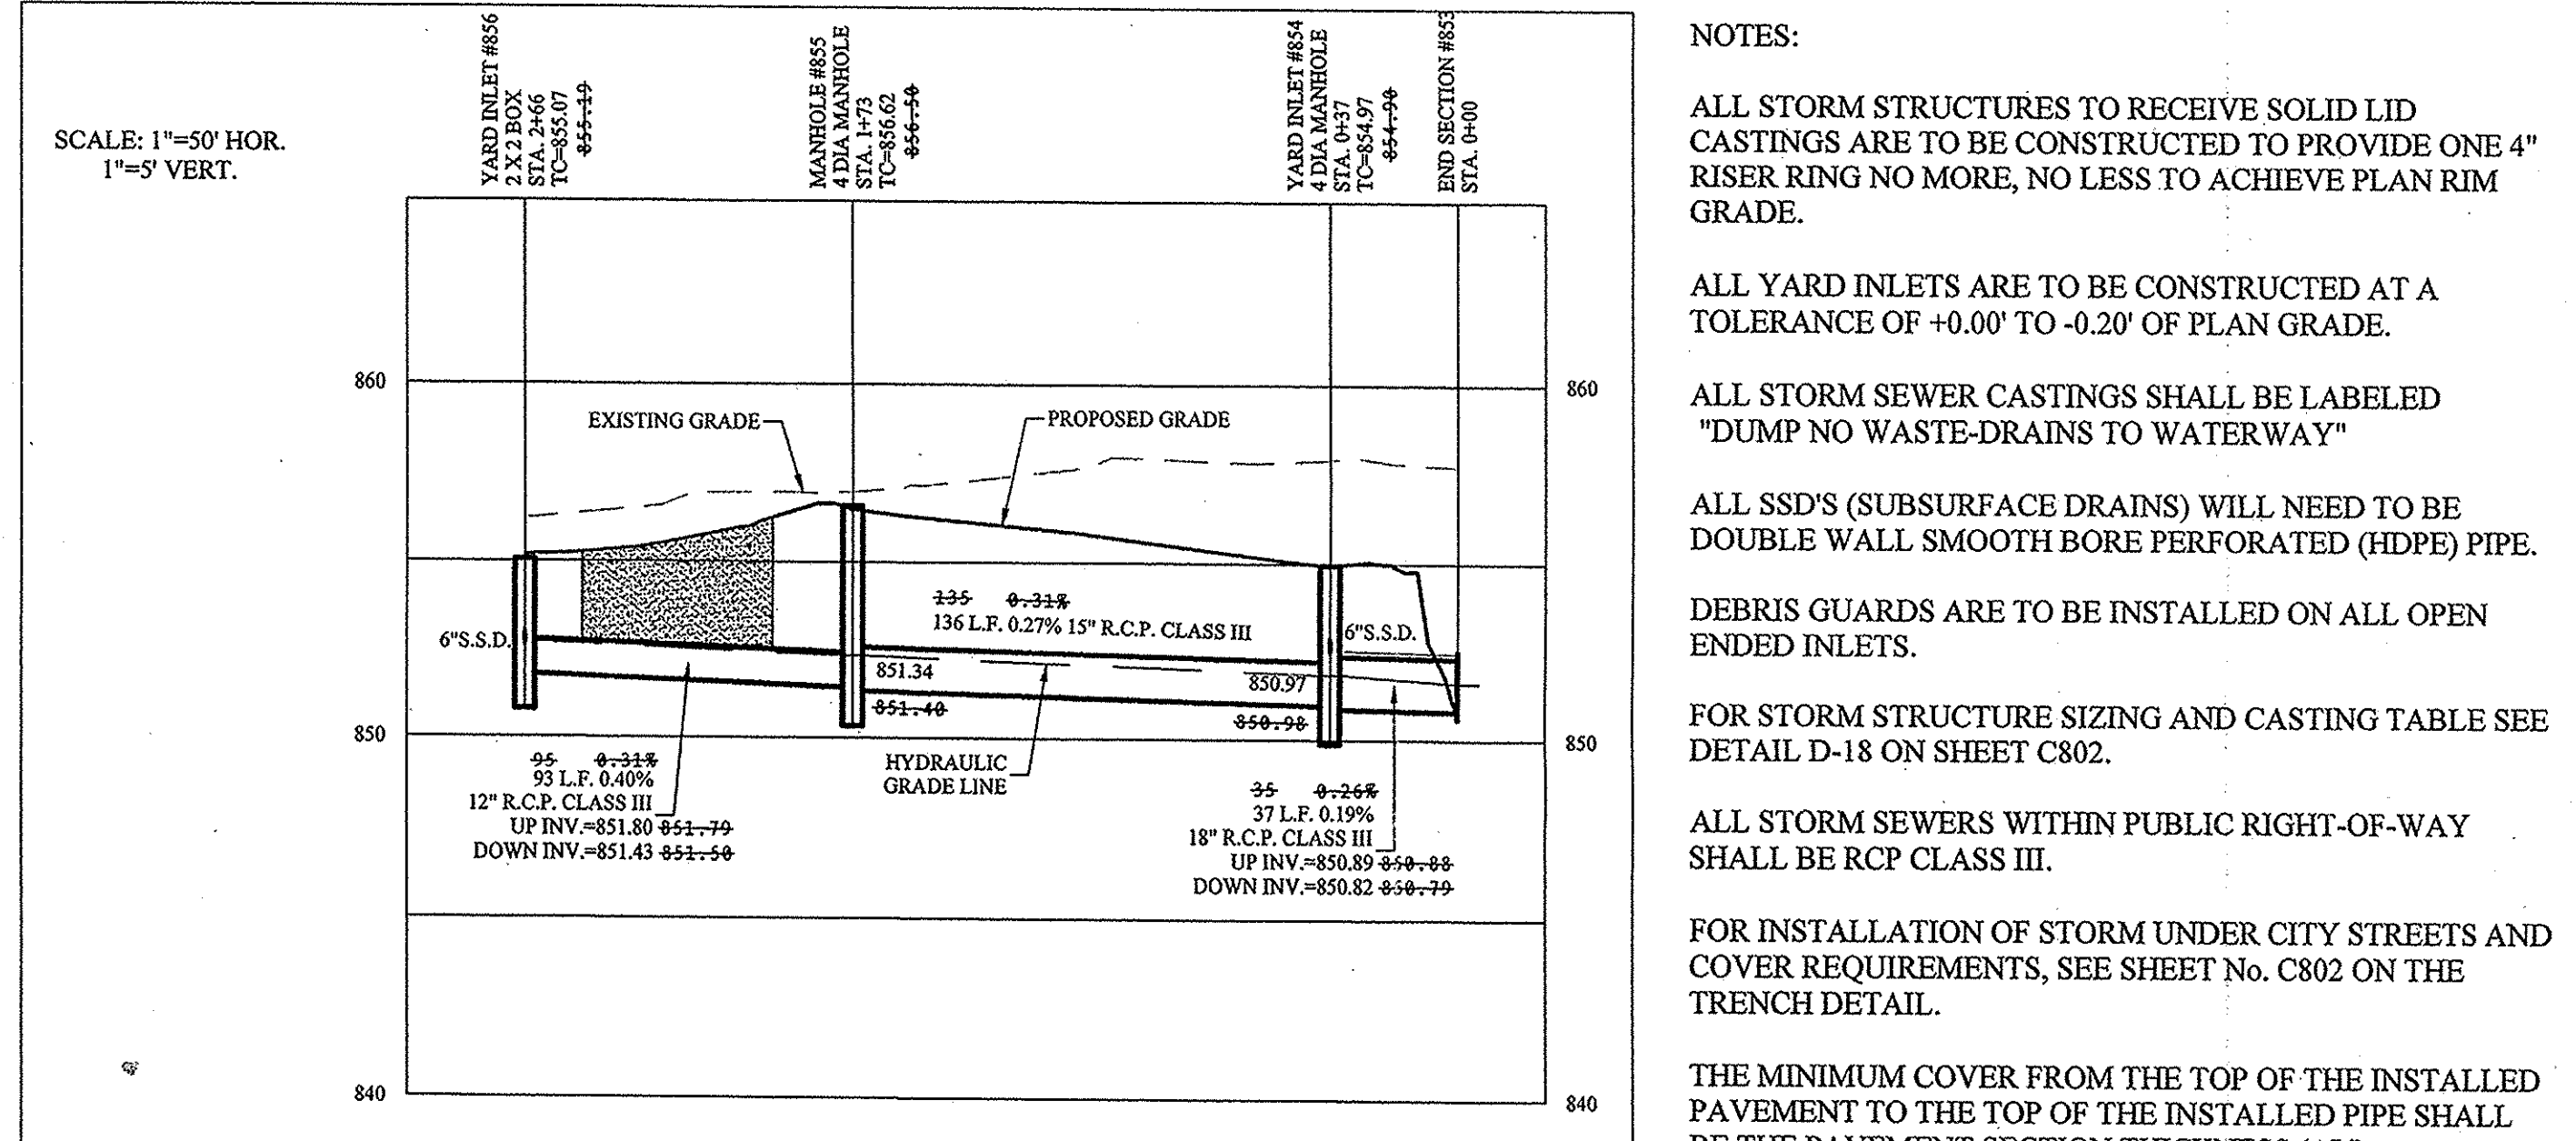 SCALE: 1"=50' HOR.
1"=5' VERT.
YARD INLET #856
2 X 2 BOX
STA. 2+66
TC=855.07
855.19
MANHOLE #855
4 DIA MANHOLE
STA. 1+73
TC=856.62
856.50
YARD INLET #854
4 DIA MANHOLE
STA. 0+37
TC=854.97
854.90
END SECTION #853
STA. 0+00
860
860
EXISTING GRADE
PROPOSED GRADE
135 0.31%
136 L.F. 0.27% 15" R.C.P. CLASS III
6"S.S.D.
6"S.S.D.
851.34
850.97
851.40
850.98
850
850
HYDRAULIC
GRADE LINE
95 0.31%
93 L.F. 0.40%
12" R.C.P. CLASS III
UP INV.=851.80 851.79
DOWN INV.=851.43 851.50
35 0.26%
37 L.F. 0.19%
18" R.C.P. CLASS III
UP INV.=850.89 850.88
DOWN INV.=850.82 850.79
840
840
NOTES:
ALL STORM STRUCTURES TO RECEIVE SOLID LID
CASTINGS ARE TO BE CONSTRUCTED TO PROVIDE ONE 4"
RISER RING NO MORE, NO LESS TO ACHIEVE PLAN RIM
GRADE.
ALL YARD INLETS ARE TO BE CONSTRUCTED AT A
TOLERANCE OF +0.00' TO -0.20' OF PLAN GRADE.
ALL STORM SEWER CASTINGS SHALL BE LABELED
"DUMP NO WASTE-DRAINS TO WATERWAY"
ALL SSD'S (SUBSURFACE DRAINS) WILL NEED TO BE
DOUBLE WALL SMOOTH BORE PERFORATED (HDPE) PIPE.
DEBRIS GUARDS ARE TO BE INSTALLED ON ALL OPEN
ENDED INLETS.
FOR STORM STRUCTURE SIZING AND CASTING TABLE SEE
DETAIL D-18 ON SHEET C802.
ALL STORM SEWERS WITHIN PUBLIC RIGHT-OF-WAY
SHALL BE RCP CLASS III.
FOR INSTALLATION OF STORM UNDER CITY STREETS AND
COVER REQUIREMENTS, SEE SHEET No. C802 ON THE
TRENCH DETAIL.
THE MINIMUM COVER FROM THE TOP OF THE INSTALLED
PAVEMENT TO THE TOP OF THE INSTALLED PIPE SHALL
BE THE PAVEMENT SECTION THICKNESS